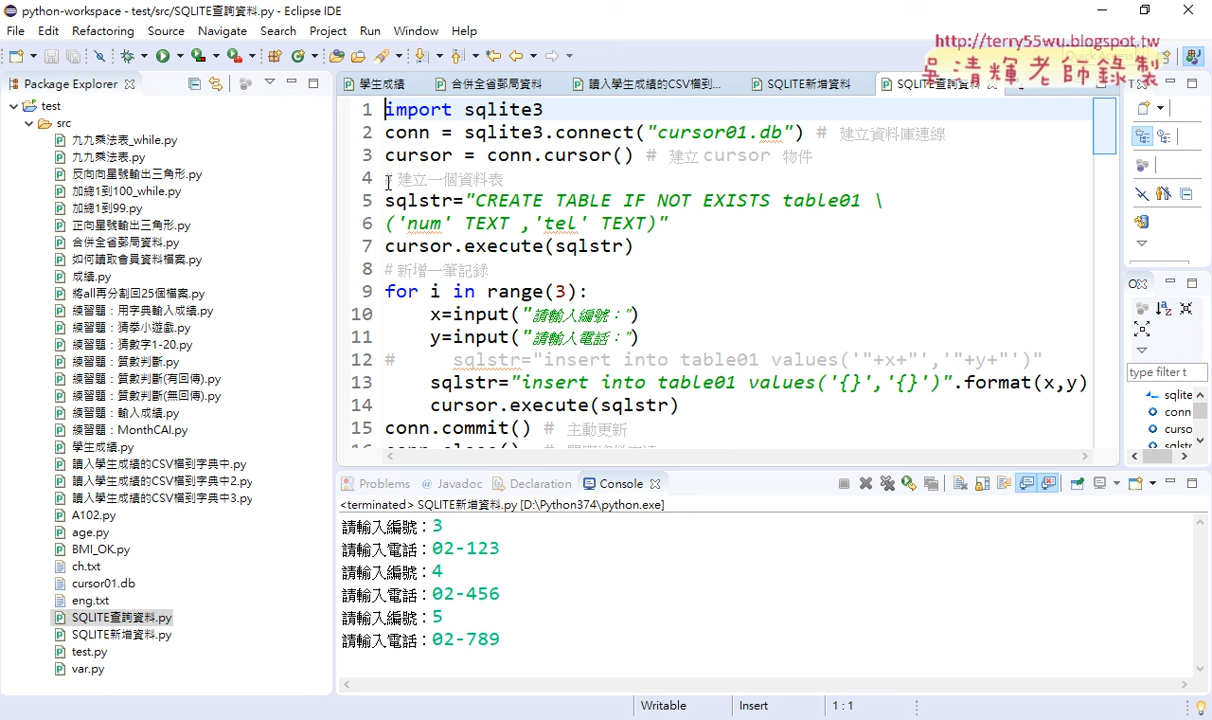 python-workspace - test/src/SQLITE查詢資料.py - Eclipse IDE
File Edit Refactoring Source Navigate Search Project Run Window Help
http://terry55wu.blogspot.tw
吳清輝老師錄製
Package Explorer
test
src
九九乘法表_while.py
九九乘法表.py
反向向星號輸出三角形.py
加總1到100_while.py
加總1到99.py
正向星號輸出三角形.py
合併全省郵局資料.py
如何讀取會員資料檔案.py
成績.py
將all再分割回25個檔案.py
練習題：用字典輸入成績.py
練習題：猜拳小遊戲.py
練習題：猜數字1-20.py
練習題：質數判斷.py
練習題：質數判斷(有回傳).py
練習題：質數判斷(無回傳).py
練習題：輸入成績.py
練習題：MonthCAI.py
學生成績.py
讀入學生成績的CSV檔到字典中.py
讀入學生成績的CSV檔到字典中2.py
讀入學生成績的CSV檔到字典中3.py
A102.py
age.py
BMI_OK.py
ch.txt
cursor01.db
eng.txt
SQLITE查詢資料.py
SQLITE新增資料.py
test.py
var.py
學生成績 合併全省郵局資料 讀入學生成績的CSV檔到... SQLITE新增資料 SQLITE查詢資料
1 import sqlite3
2 conn = sqlite3.connect("cursor01.db") # 建立資料庫連線
3 cursor = conn.cursor() # 建立cursor 物件
4 # 建立一個資料表
5 sqlstr="CREATE TABLE IF NOT EXISTS table01 \
6 ('num' TEXT ,'tel' TEXT)"
7 cursor.execute(sqlstr)
8 # 新增一筆記錄
9 for i in range(3):
10 x=input("請輸入編號：")
11 y=input("請輸入電話：")
12 # sqlstr="insert into table01 values('"+x+"','"+y+"')"
13 sqlstr="insert into table01 values('{}','{}')".format(x,y)
14 cursor.execute(sqlstr)
15 conn.commit() # 主動更新
type filter t
sqlite
conn
curso
sqlstr
Problems Javadoc Declaration Console
<terminated> SQLITE新增資料.py [D:\Python374\python.exe]
請輸入編號：3
請輸入電話：02-123
請輸入編號：4
請輸入電話：02-456
請輸入編號：5
請輸入電話：02-789
Writable Insert 1 : 1